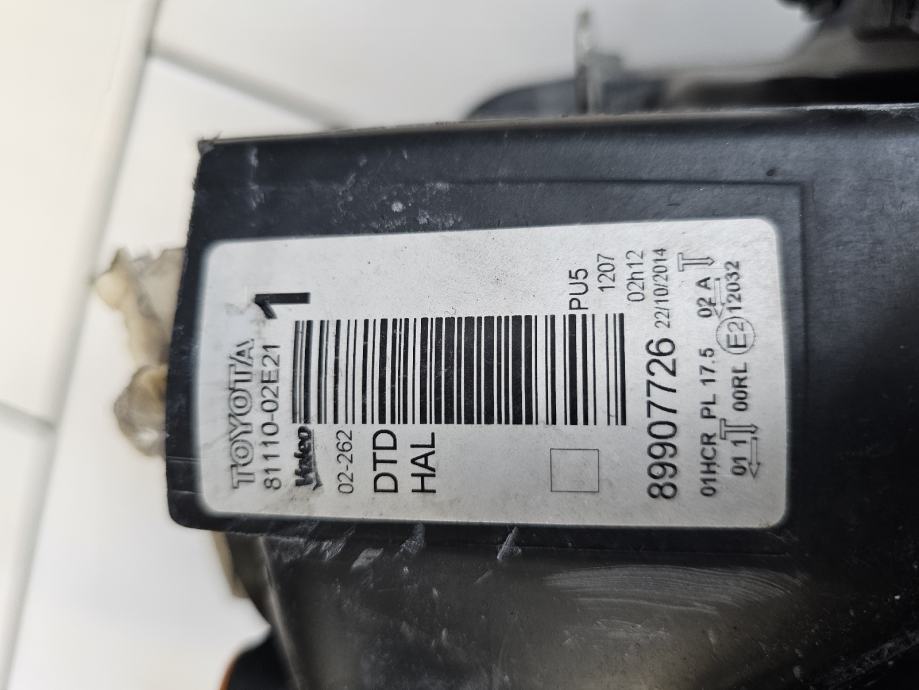 TOYOTA
81110-02E21
1
Valeo
02-262
DTD
HAL
PU5
1207
02h12
22/10/2014
89907726
01HCR PL 17.5 02 A
01 1 00RL E2 12032